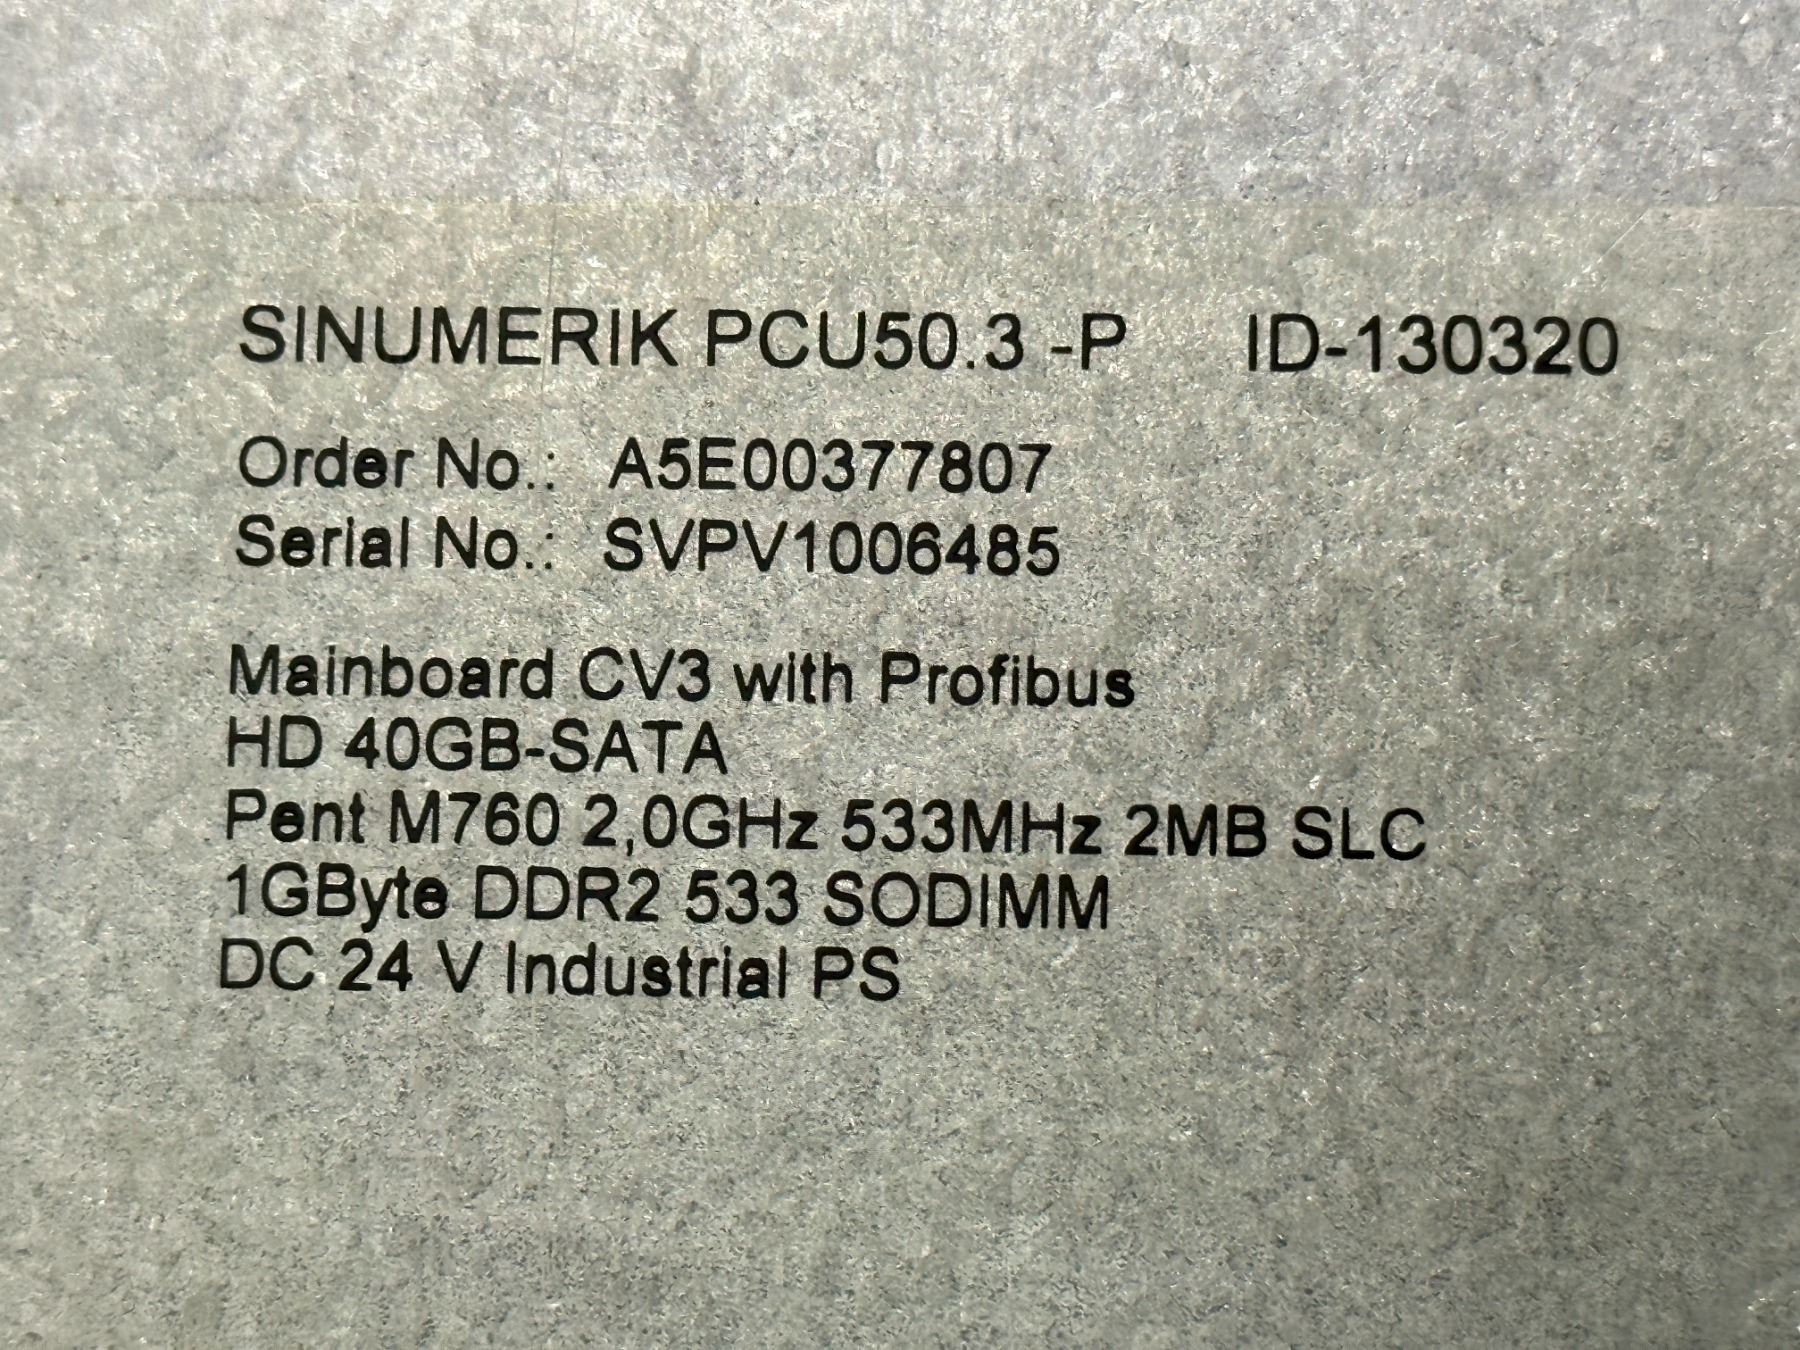 SINUMERIK PCU50.3 -P ID-130320
Order No.: A5E00377807
Serial No.: SVPV1006485
Mainboard CV3 with Profibus
HD 40GB-SATA
Pent M760 2,0GHz 533MHz 2MB SLC
1GByte DDR2 533 SODIMM
DC 24 V Industrial PS